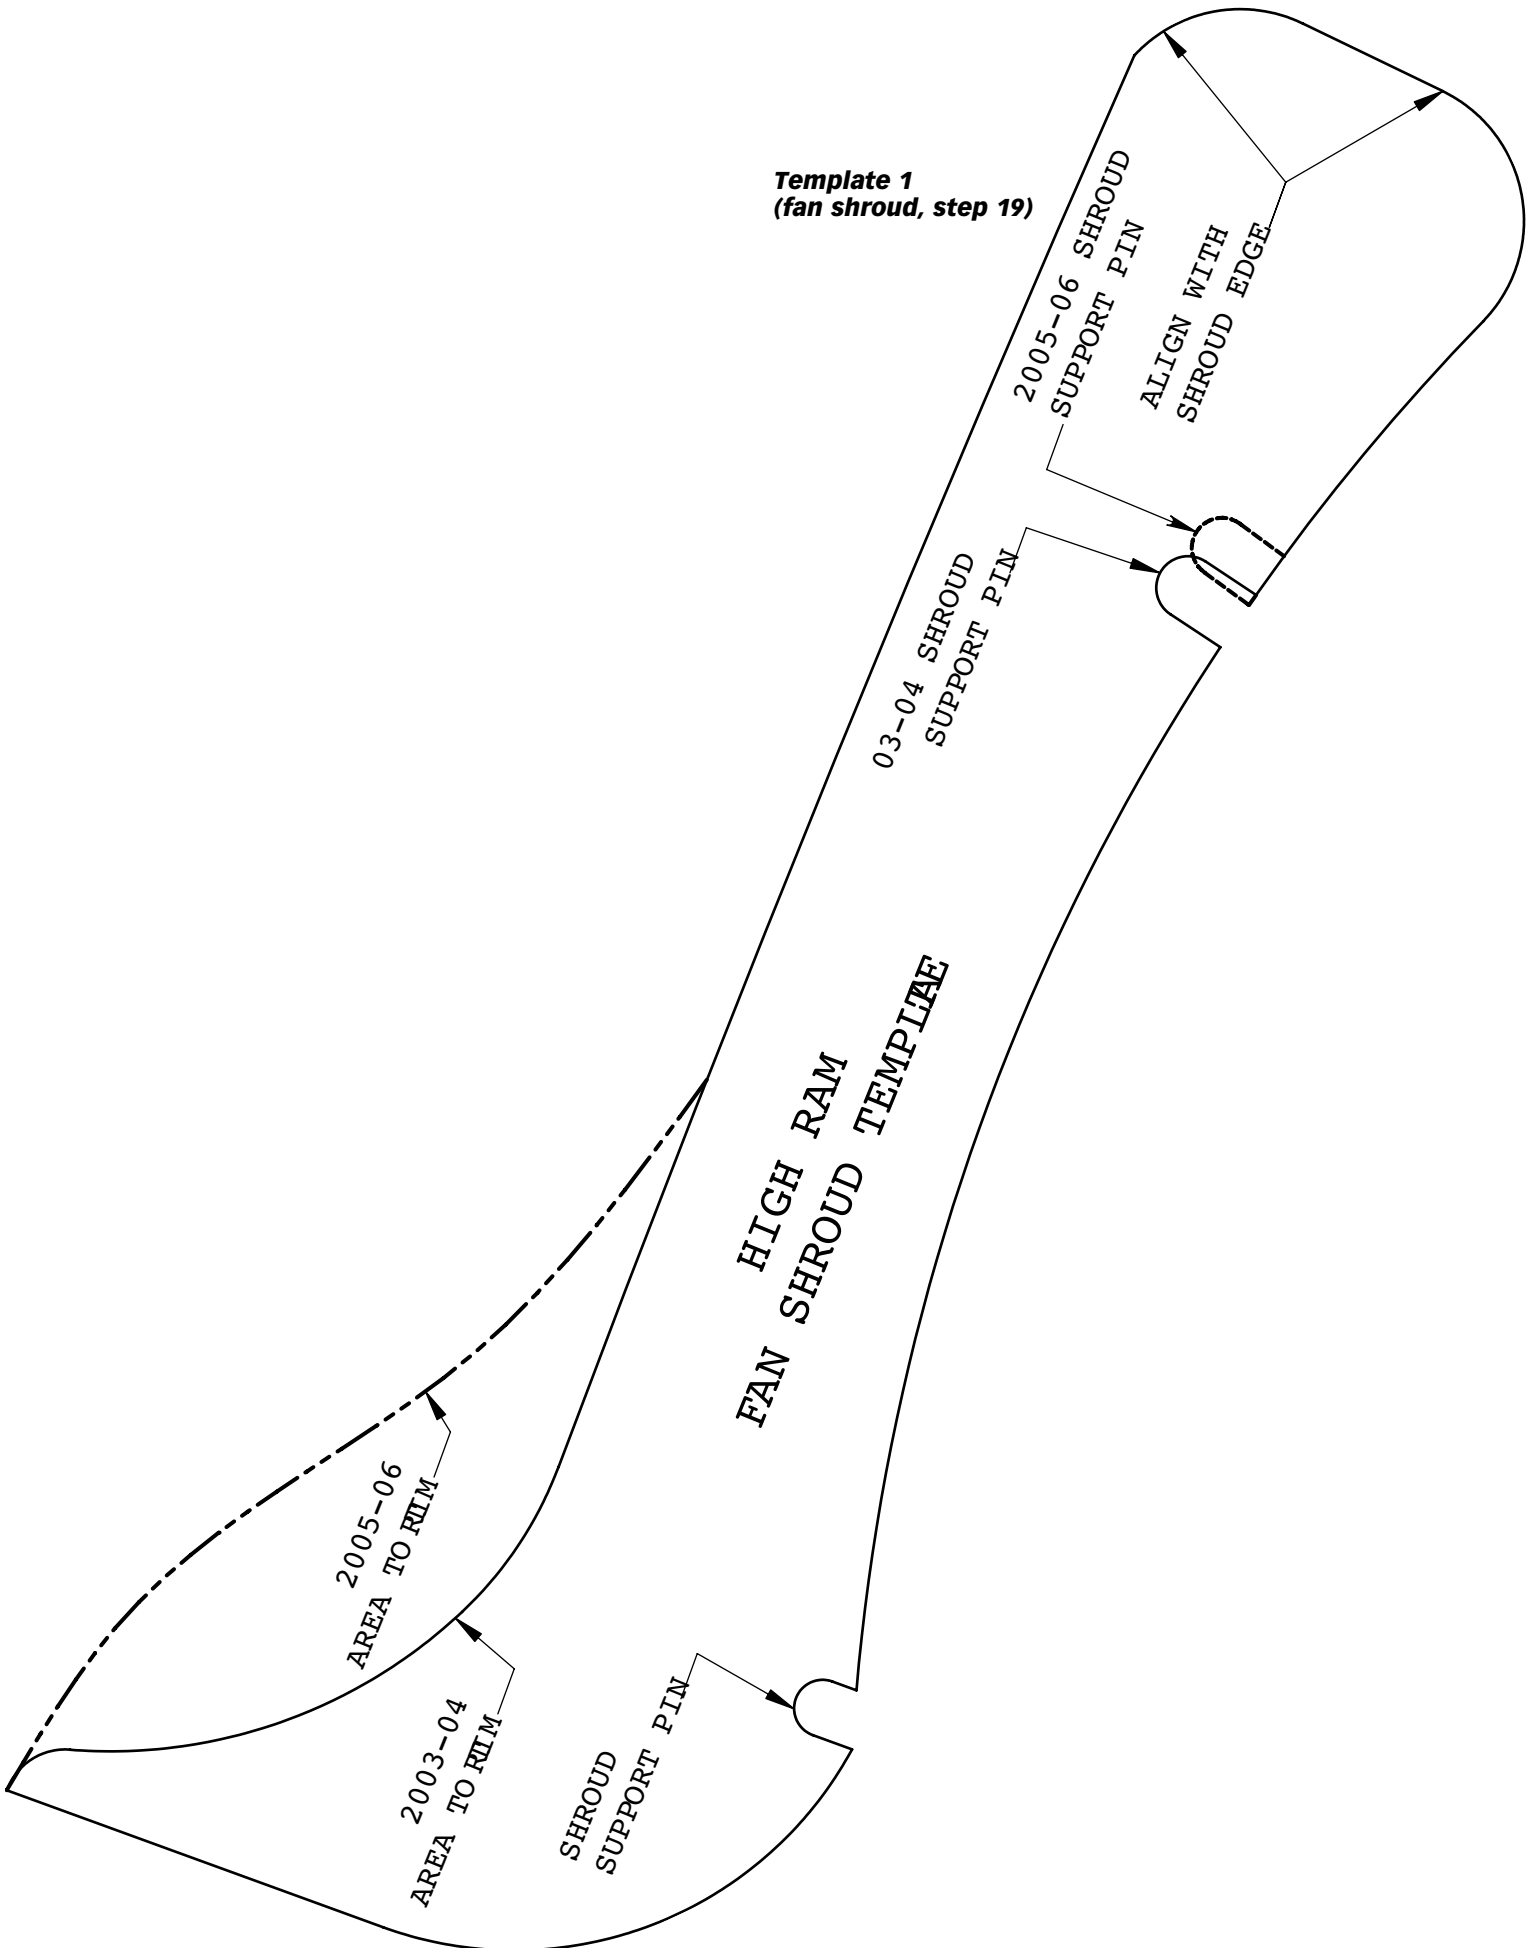 Template 1
(fan shroud, step 19)
2005-06 SHROUD
SUPPORT PIN
ALIGN WITH
SHROUD EDGE
03-04 SHROUD
SUPPORT PIN
HIGH RAM
FAN SHROUD TEMPLATE
2005-06
AREA TO TRIM
2003-04
AREA TO TRIM
SHROUD
SUPPORT PIN